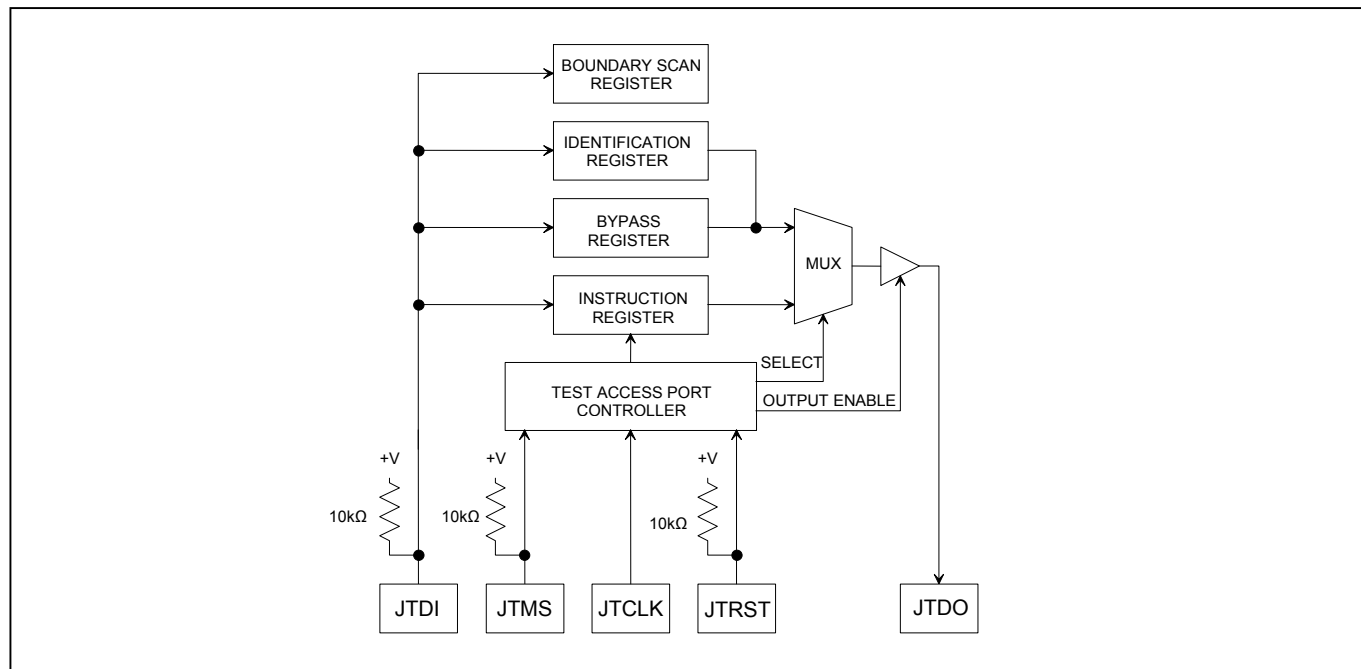 BOUNDARY SCAN
REGISTER
IDENTIFICATION
REGISTER
BYPASS
REGISTER
MUX
INSTRUCTION
REGISTER
SELECT
TEST ACCESS PORT
CONTROLLER
OUTPUT ENABLE
+V
+V
+V
10kΩ
10kΩ
10kΩ
JTDI
JTMS
JTCLK
JTRST
JTDO